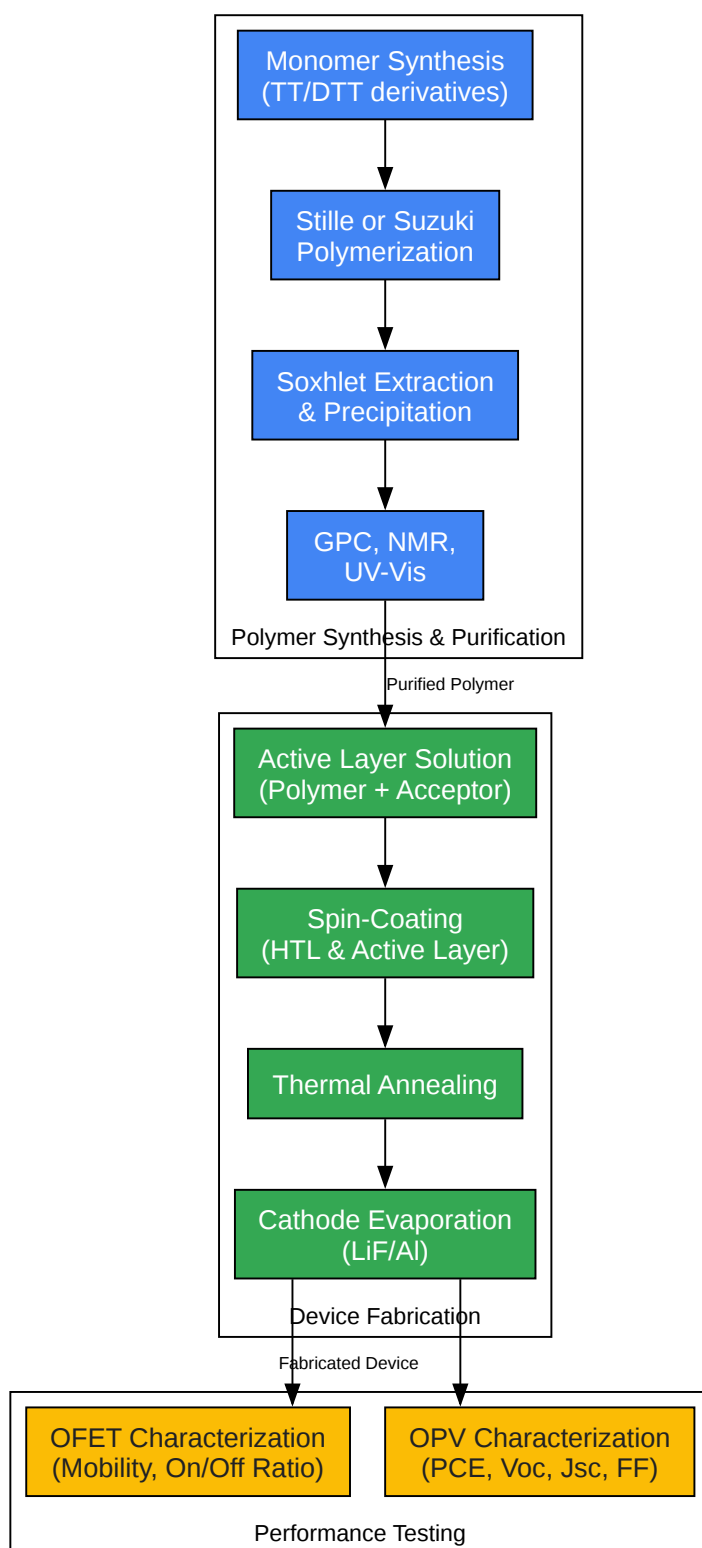 Monomer Synthesis
(TT/DTT derivatives)
Stille or Suzuki
Polymerization
Soxhlet Extraction
& Precipitation
GPC, NMR,
UV-Vis
Polymer Synthesis & Purification
Purified Polymer
Active Layer Solution
(Polymer + Acceptor)
Spin-Coating
(HTL & Active Layer)
Thermal Annealing
Cathode Evaporation
(LiF/Al)
Device Fabrication
Fabricated Device
OFET Characterization
(Mobility, On/Off Ratio)
OPV Characterization
(PCE, Voc, Jsc, FF)
Performance Testing